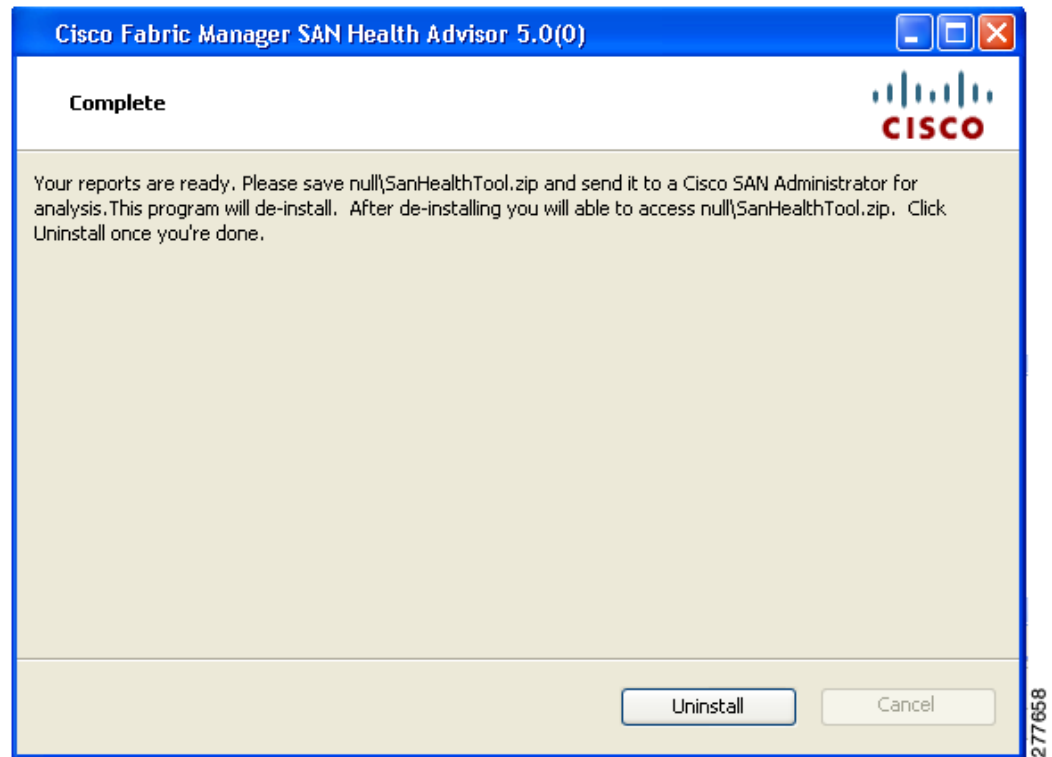 Cisco Fabric Manager SAN Health Advisor 5.0(0)
Complete
CISCO
Your reports are ready. Please save null\SanHealthTool.zip and send it to a Cisco SAN Administrator for
analysis.This program will de-install.  After de-installing you will able to access null\SanHealthTool.zip.  Click
Uninstall once you're done.
Uninstall
Cancel
277658